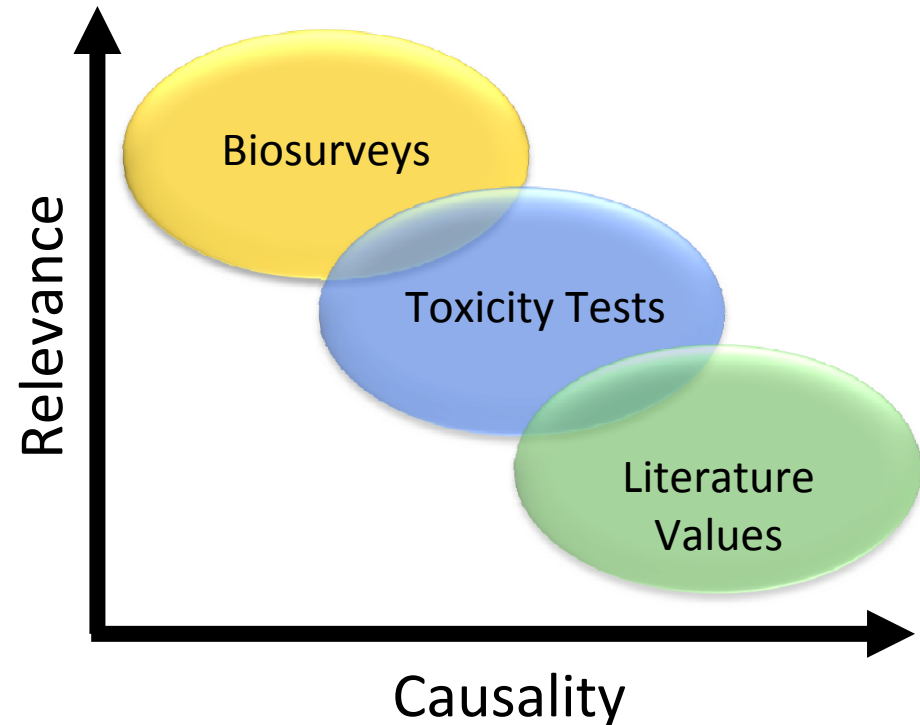 Relevance
Biosurveys
Toxicity Tests
Literature
Values
Causality